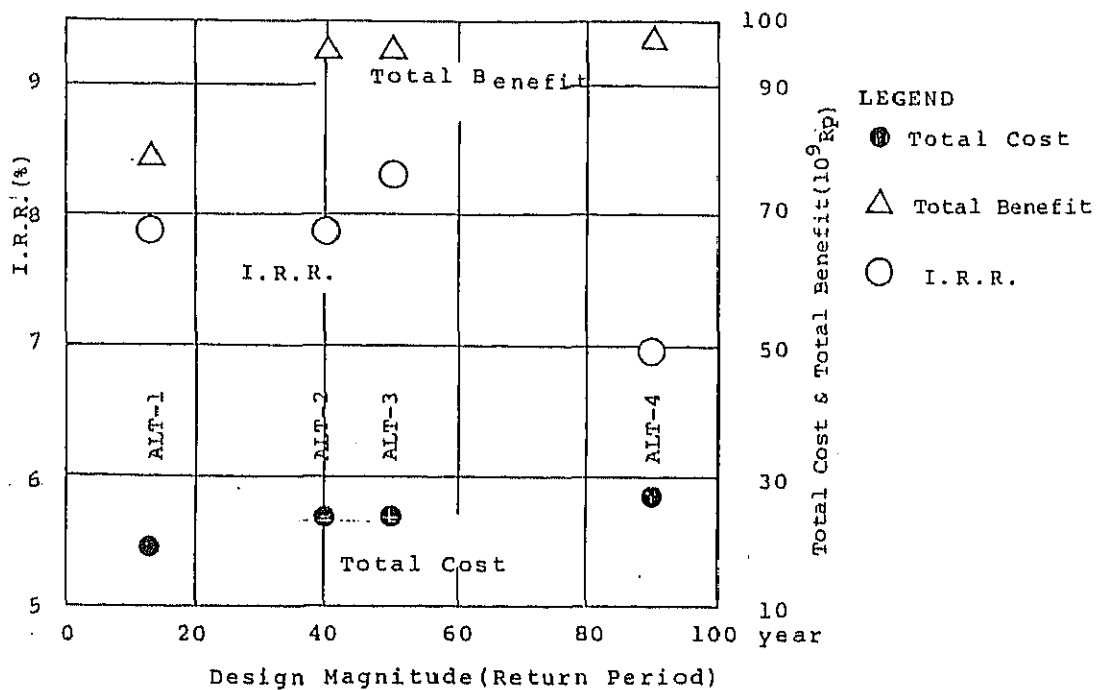 100
9
90
Total Benefit
LEGEND
Total Cost
Total Benefit
I.R.R.
I.R.R.(%)
Total Cost & Total Benefit(10⁹Rp)
8
70
I.R.R.
7
50
ALT-1
ALT-2
ALT-3
ALT-4
6
30
Total Cost
5
10
0
20
40
60
80
100
year
Design Magnitude(Return Period)